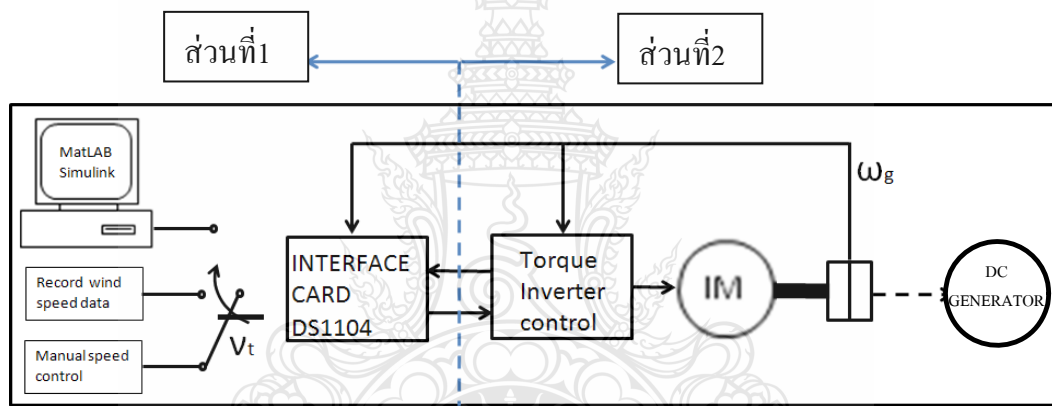 ส่วนที่1
ส่วนที่2
MatLAB
Simulink
Record wind
speed data
Manual speed
control
νt
INTERFACE
CARD
DS1104
Torque
Inverter
control
IM
ωg
DC
GENERATOR